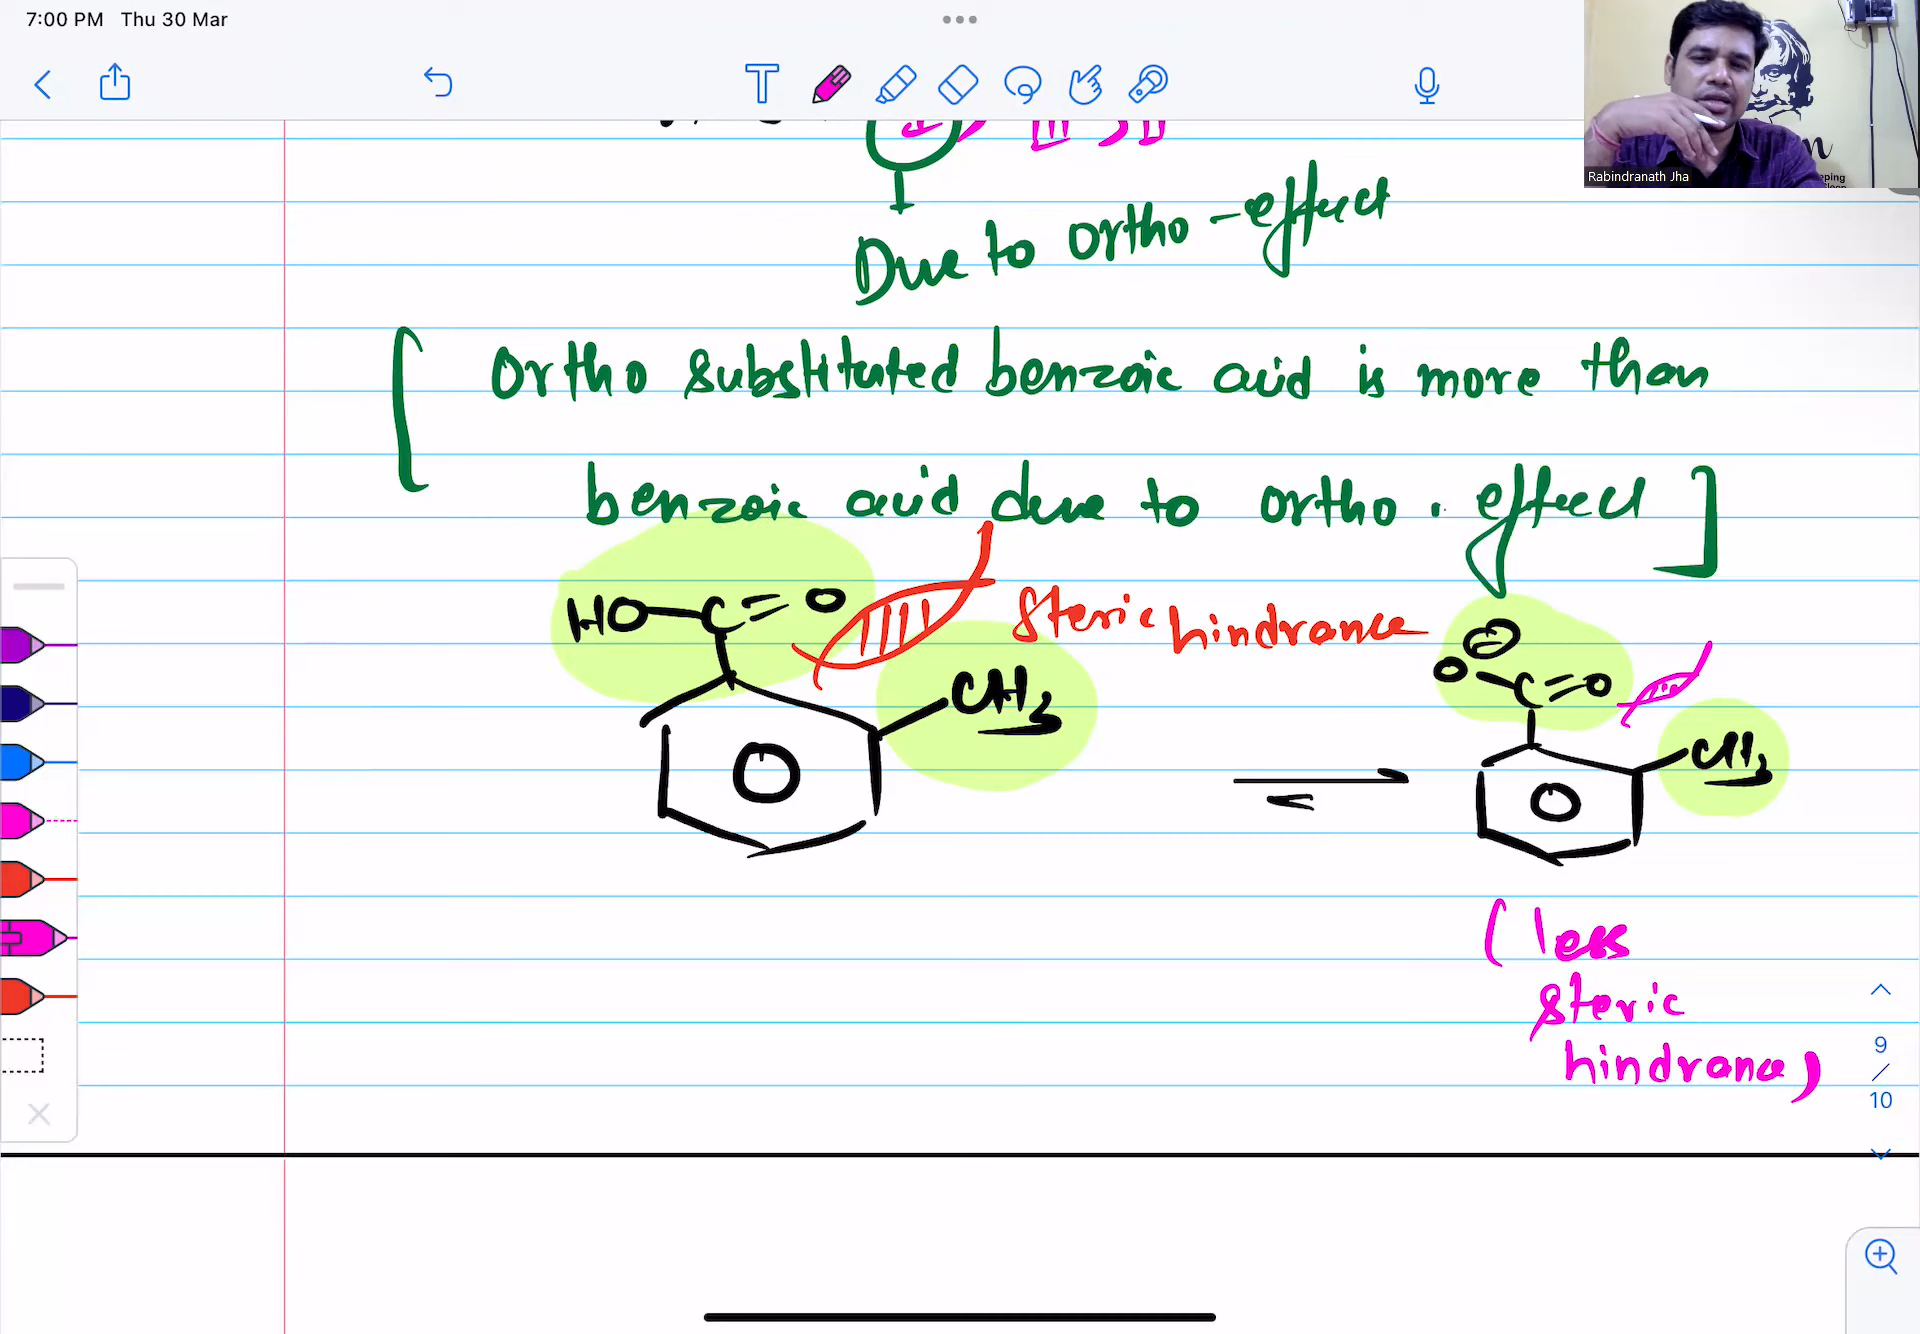 7:00 PM Thu 30 Mar
Rabindranath Jha
Due to ortho-effect
[ Ortho substituted benzoic acid is more than
benzoic acid due to ortho. effect ]
HO C = O
steric hindrance
CH3
⊖
O C = O
CH3
(less
steric
hindrance)
9
/
10